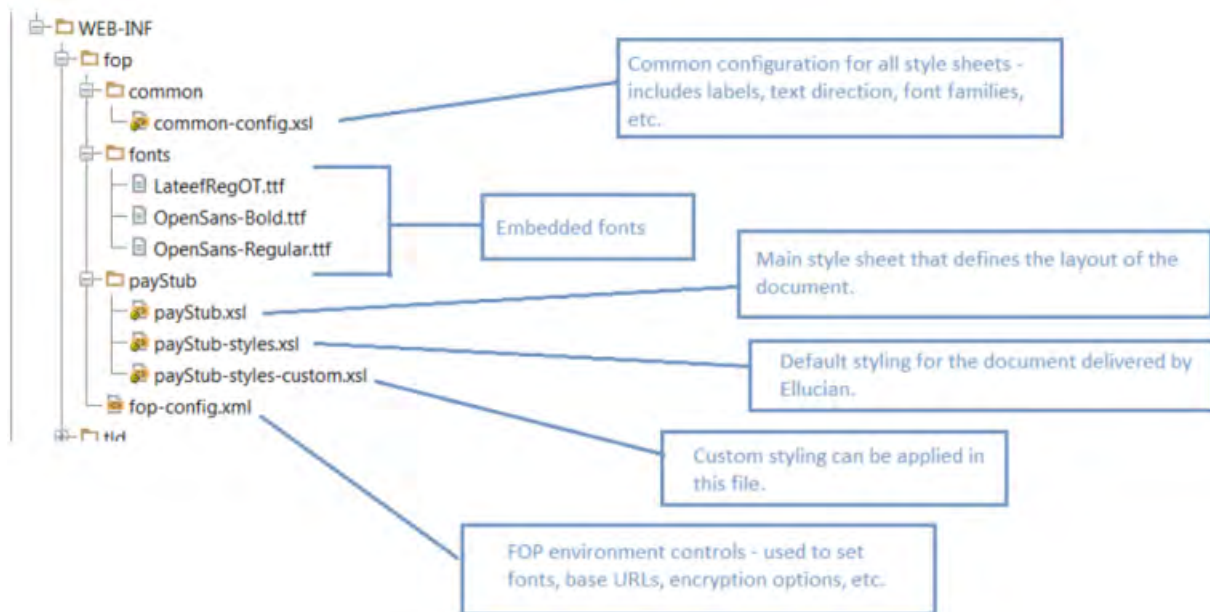 WEB-INF
fop
common
common-config.xsl
fonts
LateefRegOT.ttf
OpenSans-Bold.ttf
OpenSans-Regular.ttf
payStub
payStub.xsl
payStub-styles.xsl
payStub-styles-custom.xsl
fop-config.xml
tld
Common configuration for all style sheets -
includes labels, text direction, font families,
etc.
Embedded fonts
Main style sheet that defines the layout of the
document.
Default styling for the document delivered by
Ellucian.
Custom styling can be applied in
this file.
FOP environment controls - used to set
fonts, base URLs, encryption options, etc.